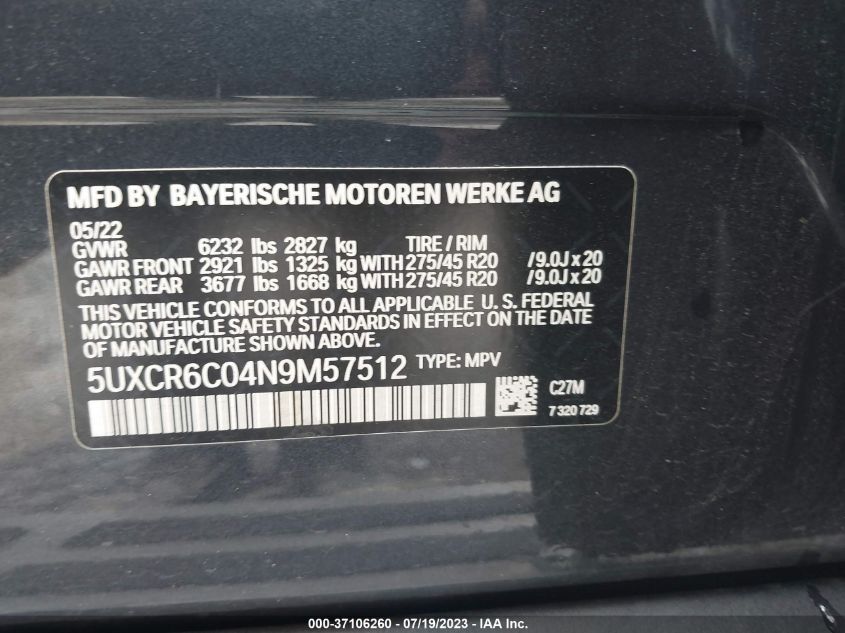 MFD BY BAYERISCHE MOTOREN WERKE AG
05/22
GVWR 6232 lbs 2827 kg TIRE / RIM
GAWR FRONT 2921 lbs 1325 kg WITH 275/45 R20 /9.0J x 20
GAWR REAR 3677 lbs 1668 kg WITH 275/45 R20 /9.0J x 20
THIS VEHICLE CONFORMS TO ALL APPLICABLE U. S. FEDERAL
MOTOR VEHICLE SAFETY STANDARDS IN EFFECT ON THE DATE
OF MANUFACTURE SHOWN ABOVE.
5UXCR6C04N9M57512 TYPE: MPV
C27M
7 320 729
000-37106260 - 07/19/2023 - IAA Inc.